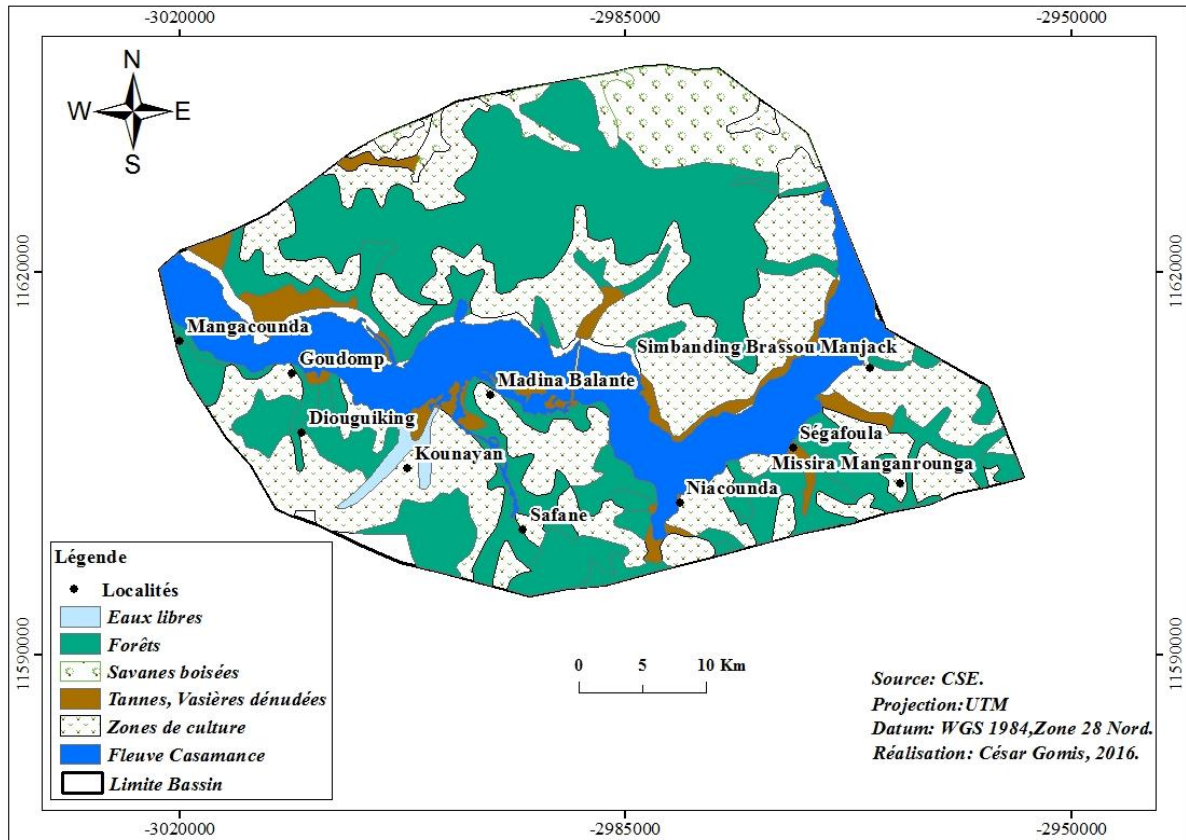 -3020000
-2985000
-2950000
N
W
E
S
11620000
11620000
Mangacounda
Simbanding Brassou Manjack
Goudomp
Madina Balante
Diouguiking
Ségafoula
Kounayan
Missira Manganrounga
Niacounda
Safane
Légende
Localités
Eaux libres
Forêts
Savanes boisées
Tannes, Vasières dénudées
Zones de culture
Fleuve Casamance
Limite Bassin
11590000
11590000
0 5 10 Km
Source: CSE.
Projection:UTM
Datum: WGS 1984,Zone 28 Nord.
Réalisation: César Gomis, 2016.
-3020000
-2985000
-2950000